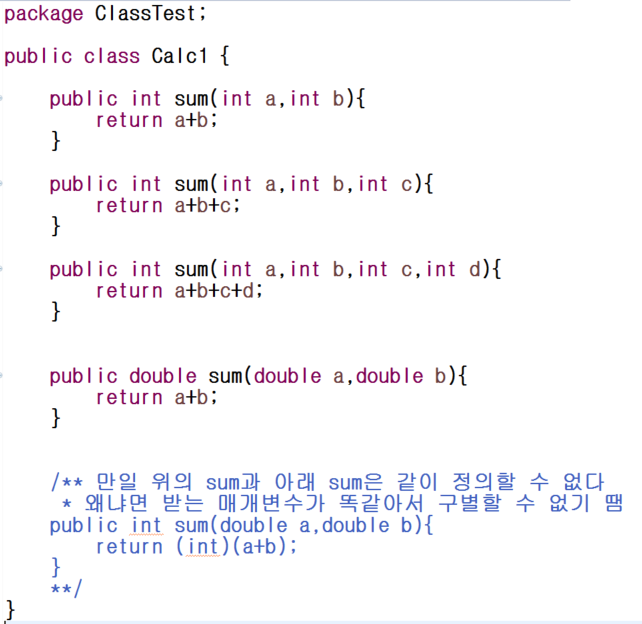 package ClassTest;
public class Calc1 {
public int sum(int a,int b){
return a+b;
}
public int sum(int a,int b,int c){
return a+b+c;
}
public int sum(int a,int b,int c,int d){
return a+b+c+d;
}
public double sum(double a,double b){
return a+b;
}
/** 만일 위의 sum과 아래 sum은 같이 정의할 수 없다
* 왜냐면 받는 매개변수가 똑같아서 구별할 수 없기 땜
public int sum(double a,double b){
return (int)(a+b);
}
**/
}